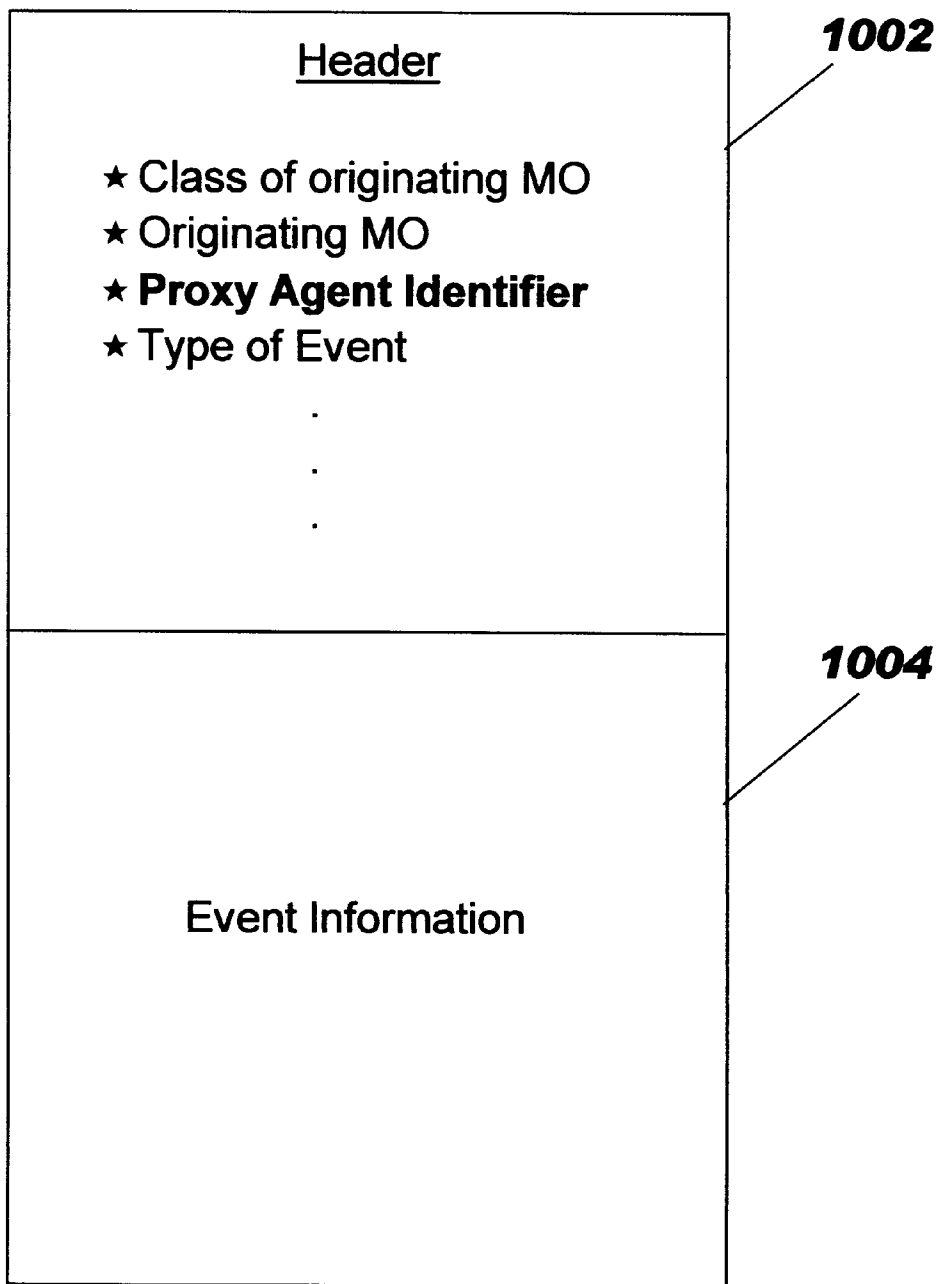 1002
Header
★ Class of originating MO
★ Originating MO
★ Proxy Agent Identifier
★ Type of Event
.
.
.
1004
Event Information